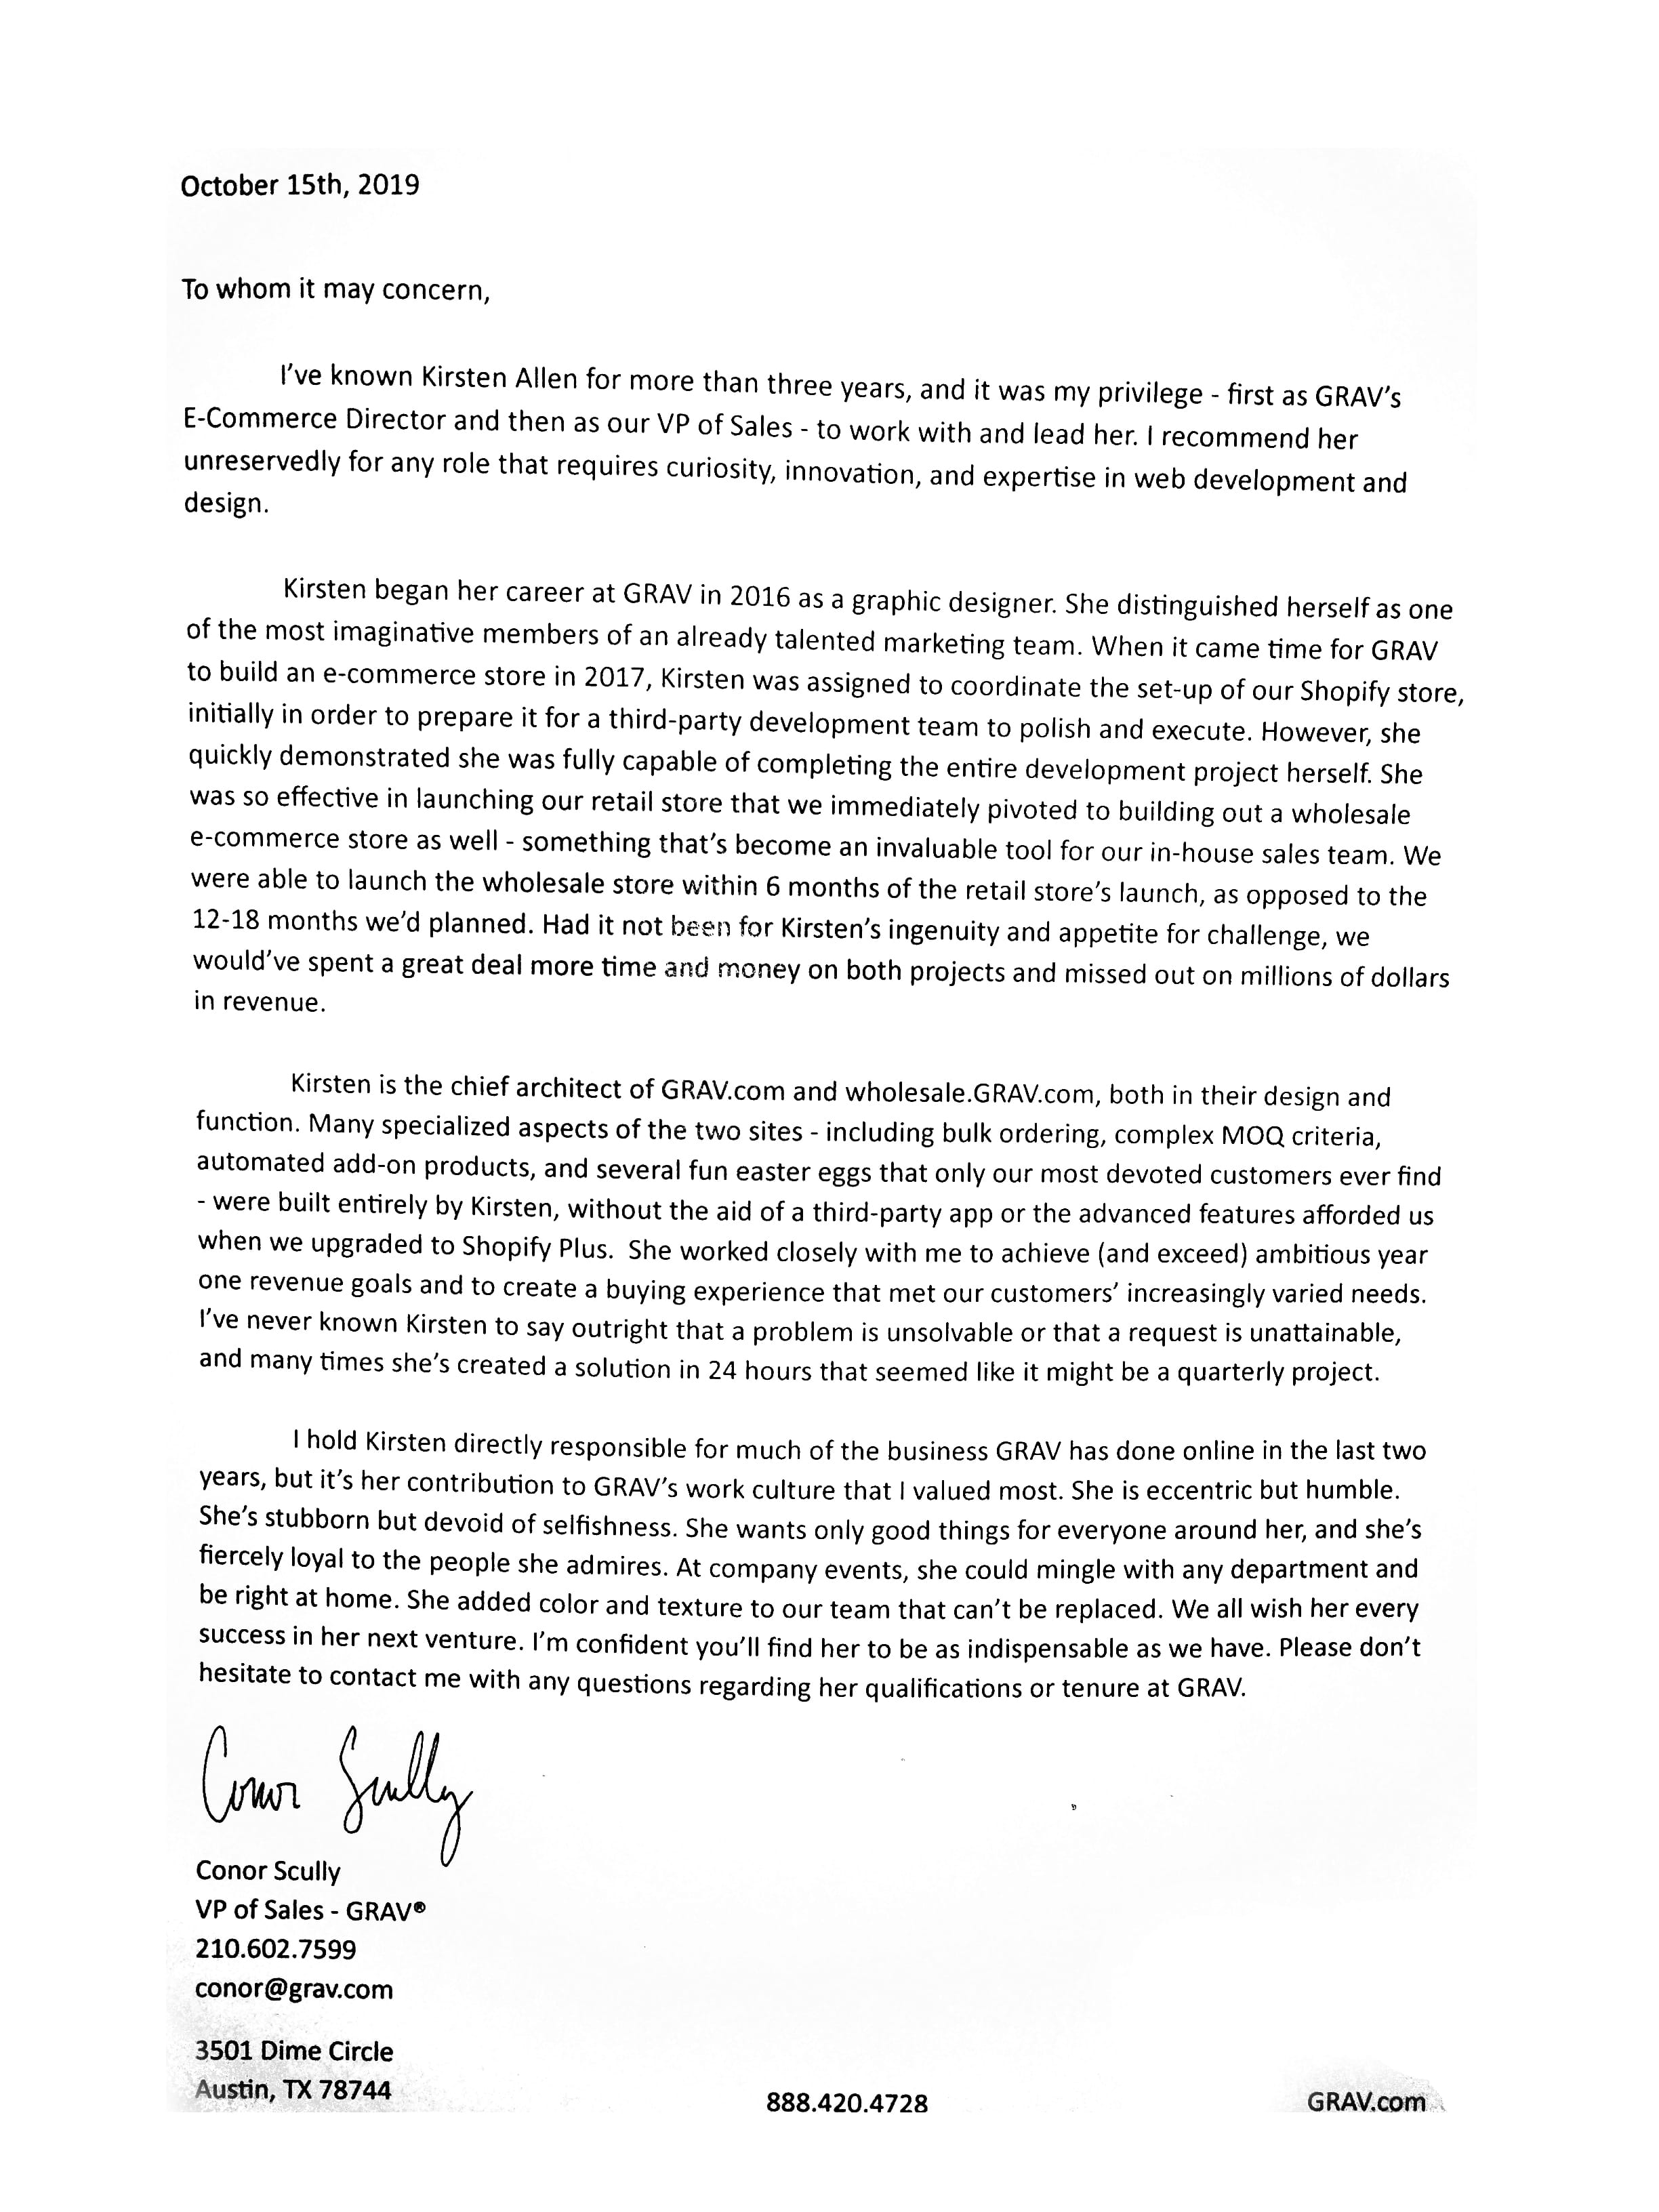 October 15th, 2019
To whom it may concern,
I've known Kirsten Allen for more than three years, and it was my privilege - first as GRAV's
E-Commerce Director and then as our VP of Sales - to work with and lead her. I recommend her
unreservedly for any role that requires curiosity, innovation, and expertise in web development and
design.
Kirsten began her career at GRAV in 2016 as a graphic designer. She distinguished herself as one
of the most imaginative members of an already talented marketing team. When it came time for GRAV
to build an e-commerce store in 2017, Kirsten was assigned to coordinate the set-up of our Shopify store,
initially in order to prepare it for a third-party development team to polish and execute. However, she
quickly demonstrated she was fully capable of completing the entire development project herself. She
was so effective in launching our retail store that we immediately pivoted to building out a wholesale
e-commerce store as well - something that's become an invaluable tool for our in-house sales team. We
were able to launch the wholesale store within 6 months of the retail store's launch, as opposed to the
12-18 months we'd planned. Had it not been for Kirsten's ingenuity and appetite for challenge, we
would've spent a great deal more time and money on both projects and missed out on millions of dollars
in revenue.
Kirsten is the chief architect of GRAV.com and wholesale.GRAV.com, both in their design and
function. Many specialized aspects of the two sites - including bulk ordering, complex MOQ criteria,
automated add-on products, and several fun easter eggs that only our most devoted customers ever find
- were built entirely by Kirsten, without the aid of a third-party app or the advanced features afforded us
when we upgraded to Shopify Plus.  She worked closely with me to achieve (and exceed) ambitious year
one revenue goals and to create a buying experience that met our customers' increasingly varied needs.
I've never known Kirsten to say outright that a problem is unsolvable or that a request is unattainable,
and many times she's created a solution in 24 hours that seemed like it might be a quarterly project.
I hold Kirsten directly responsible for much of the business GRAV has done online in the last two
years, but it's her contribution to GRAV's work culture that I valued most. She is eccentric but humble.
She's stubborn but devoid of selfishness. She wants only good things for everyone around her, and she's
fiercely loyal to the people she admires. At company events, she could mingle with any department and
be right at home. She added color and texture to our team that can't be replaced. We all wish her every
success in her next venture. I'm confident you'll find her to be as indispensable as we have. Please don't
hesitate to contact me with any questions regarding her qualifications or tenure at GRAV.
Conor Scully
Conor Scully
VP of Sales - GRAV®
210.602.7599
conor@grav.com
3501 Dime Circle
Austin, TX 78744
888.420.4728
GRAV.com